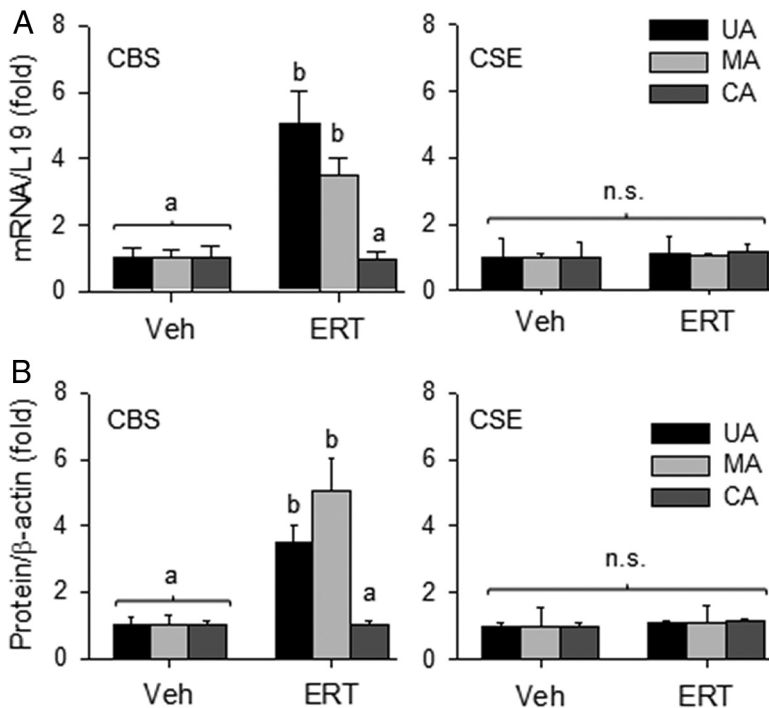 A
mRNA/L19 (fold)
8
6
4
2
0
CBS
a
b
b
a
Veh
ERT
8
6
4
2
0
CSE
UA
MA
CA
n.s.
Veh
ERT
B
Protein/β-actin (fold)
8
6
4
2
0
CBS
a
b
b
a
Veh
ERT
8
6
4
2
0
CSE
UA
MA
CA
n.s.
Veh
ERT